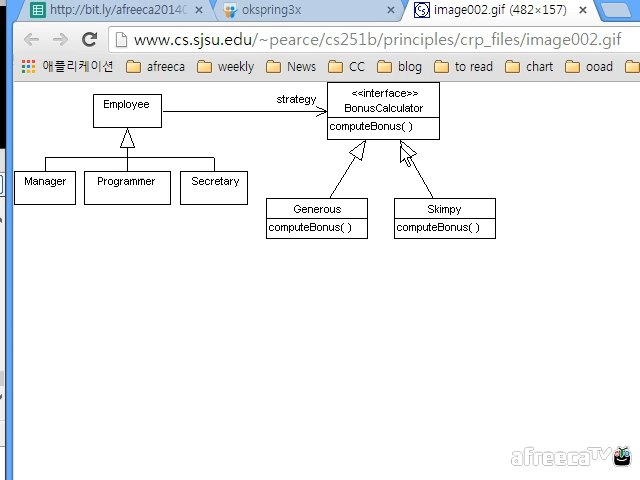 http://bit.ly/afreeca2014
okspring3x
image002.gif (482×157)
www.cs.sjsu.edu/~pearce/cs251b/principles/crp_files/image002.gif
애플리케이션 afreeca weekly News CC blog to read chart ooad
Employee
strategy
<<interface>>
BonusCalculator
computeBonus( )
Manager Programmer Secretary
Generous
computeBonus( )
Skimpy
computeBonus( )
afreecaTV